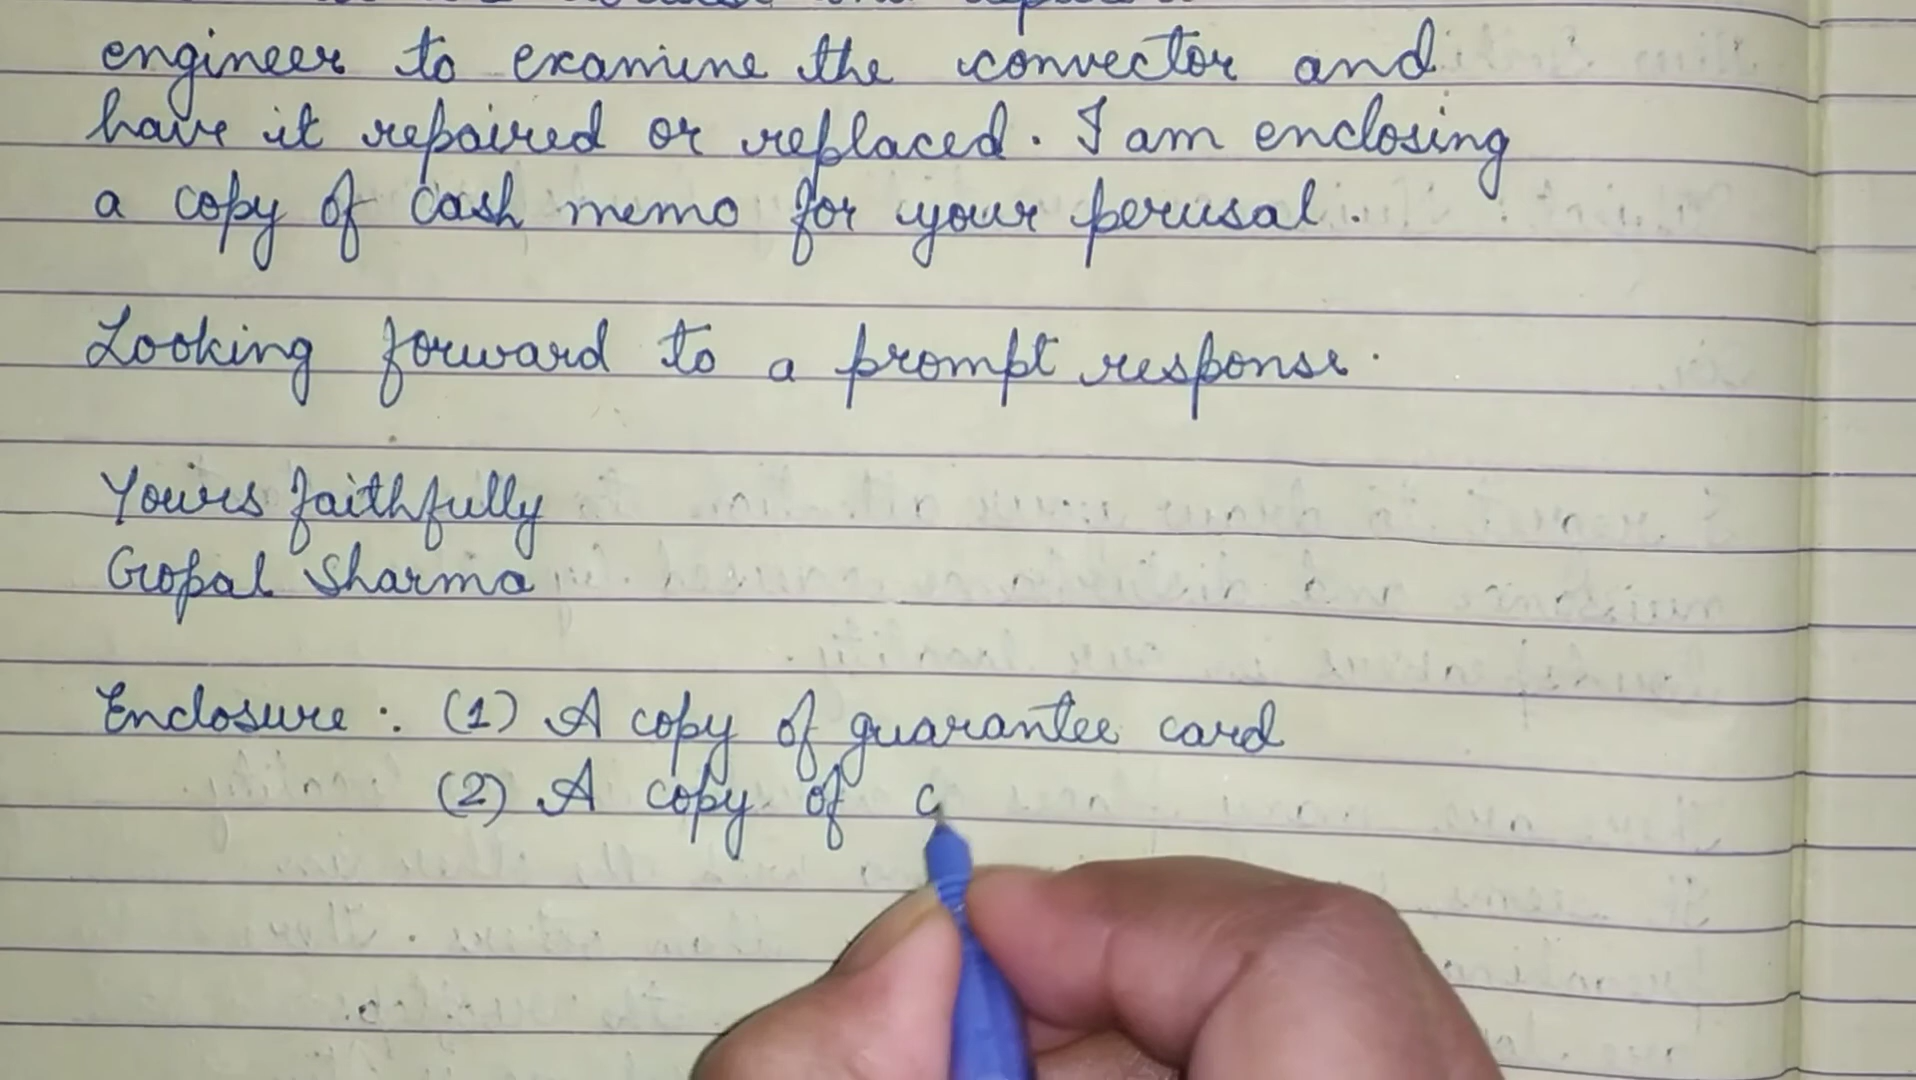 engineer to examine the convector and
have it repaired or replaced. I am enclosing
a copy of cash memo for your perusal.
Looking forward to a prompt response.
Yours faithfully
Gopal Sharma
Enclosure : (1) A copy of guarantee card
(2) A copy of c